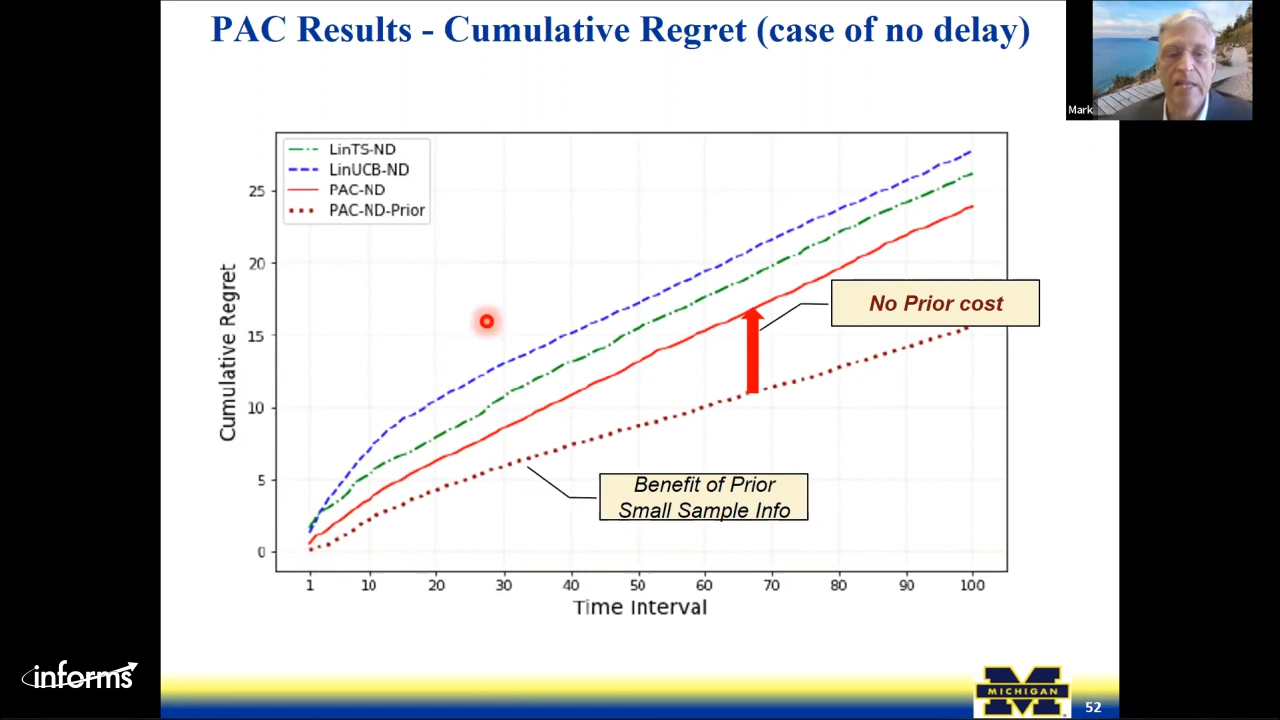 PAC Results - Cumulative Regret (case of no delay)
Mark
LinTS-ND
LinUCB-ND
PAC-ND
PAC-ND-Prior
25
20
15
10
5
0
Cumulative Regret
No Prior cost
Benefit of Prior
Small Sample Info
1 10 20 30 40 50 60 70 80 90 100
Time Interval
informs
MICHIGAN
52